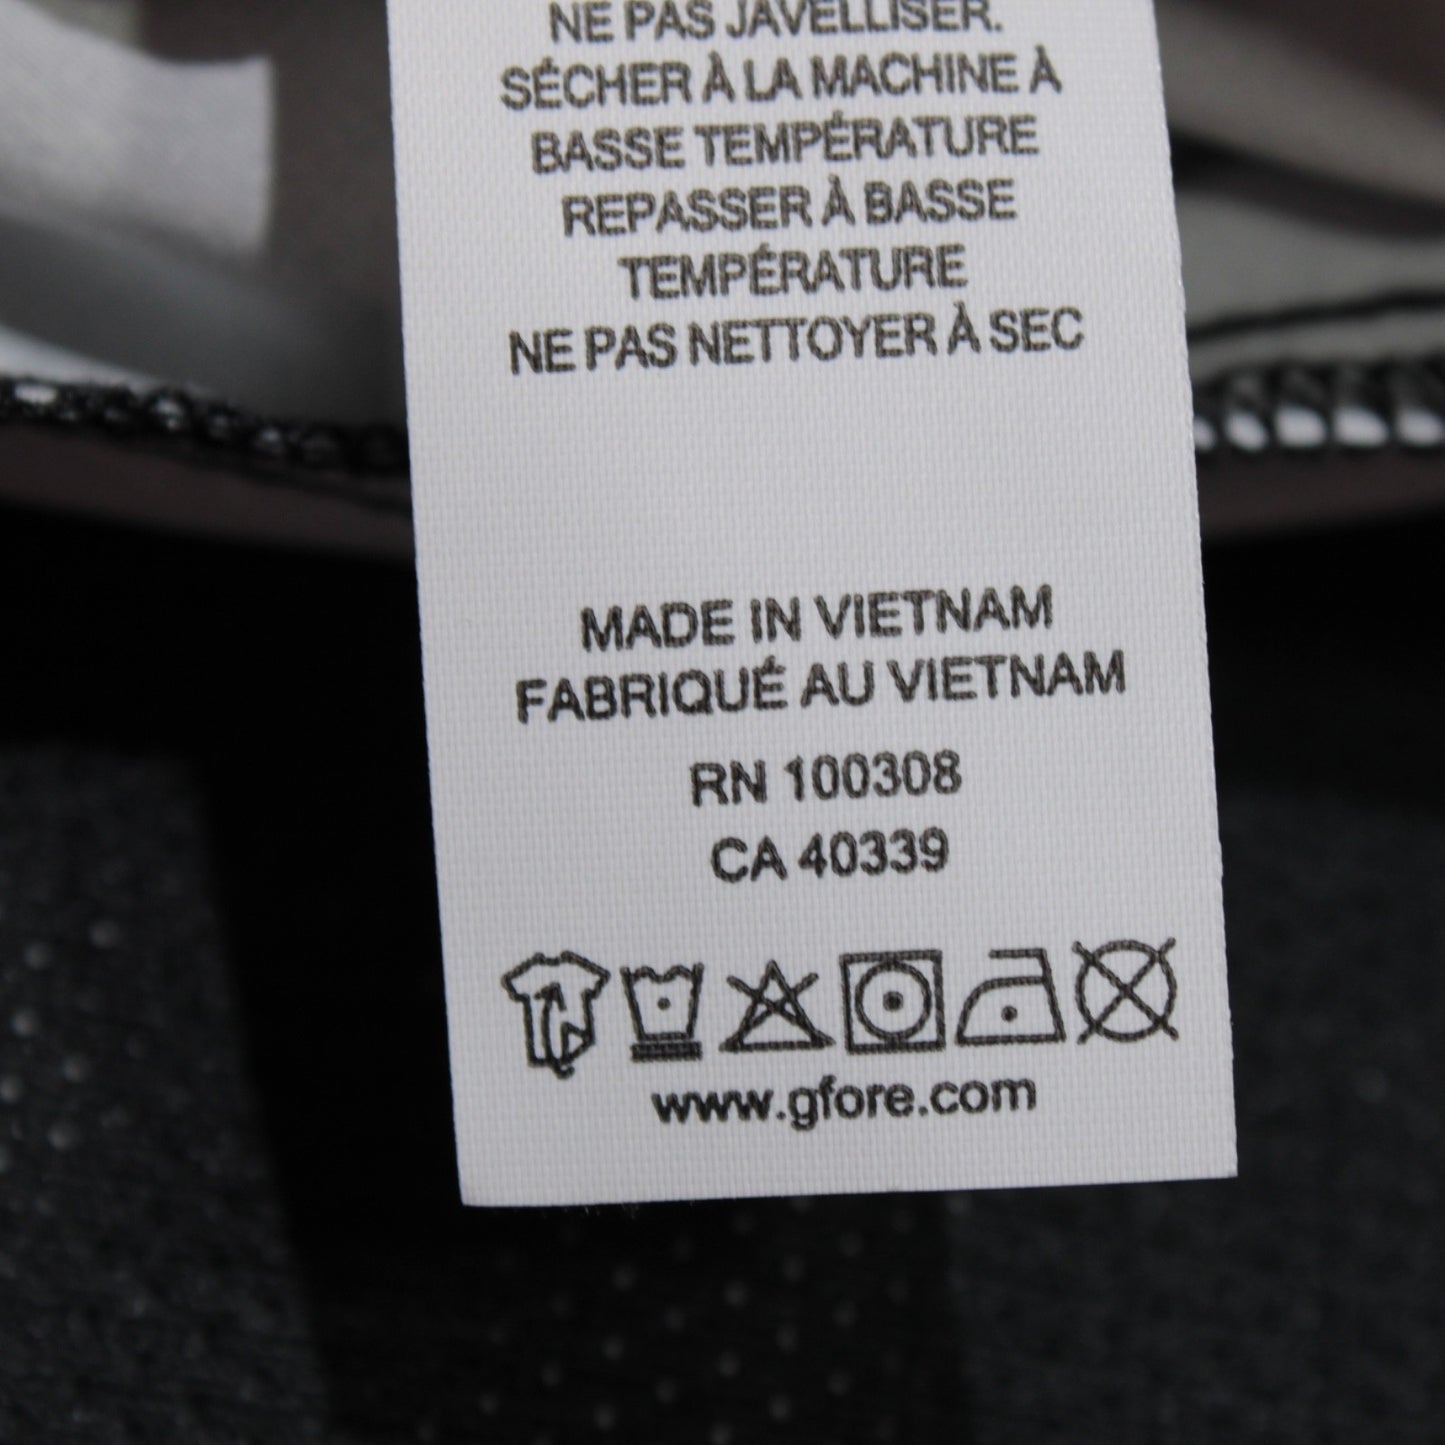 NE PAS JAVELLISER.
SÉCHER À LA MACHINE À
BASSE TEMPÉRATURE
REPASSER À BASSE
TEMPÉRATURE
NE PAS NETTOYER À SEC
MADE IN VIETNAM
FABRIQUÉ AU VIETNAM
RN 100308
CA 40339
www.gfore.com